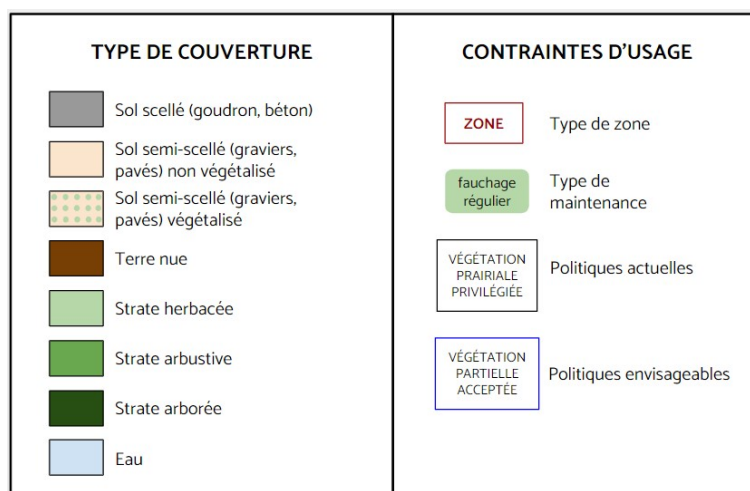 TYPE DE COUVERTURE
Sol scellé (goudron, béton)
Sol semi-scellé (graviers,
pavés) non végétalisé
Sol semi-scellé (graviers,
pavés) végétalisé
Terre nue
Strate herbacée
Strate arbustive
Strate arborée
Eau
CONTRAINTES D'USAGE
ZONE
Type de zone
fauchage
régulier
Type de
maintenance
VÉGÉTATION
PRAIRIALE
PRIVILÉGIÉE
Politiques actuelles
VÉGÉTATION
PARTIELLE
ACCEPTÉE
Politiques envisageables